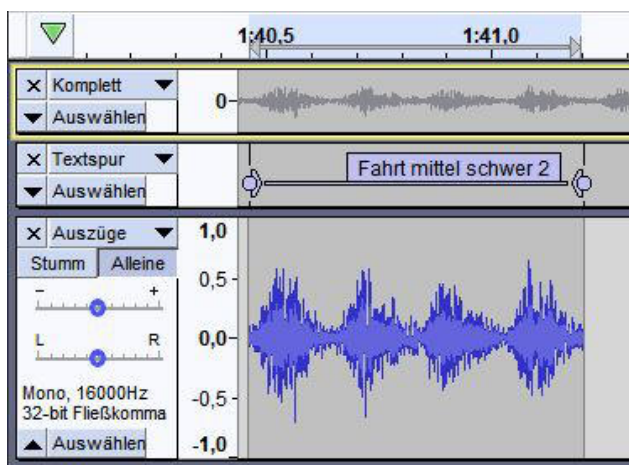 1:40,5 1:41,0
× Komplett
0-
Auswählen
× Textspur
Fahrt mittel schwer 2
Auswählen
× Auszüge
1,0
Stumm Alleine
0,5-
- +
0,0-
L R
Mono, 16000Hz
-0,5-
32-bit Fließkomma
Auswählen
-1,0